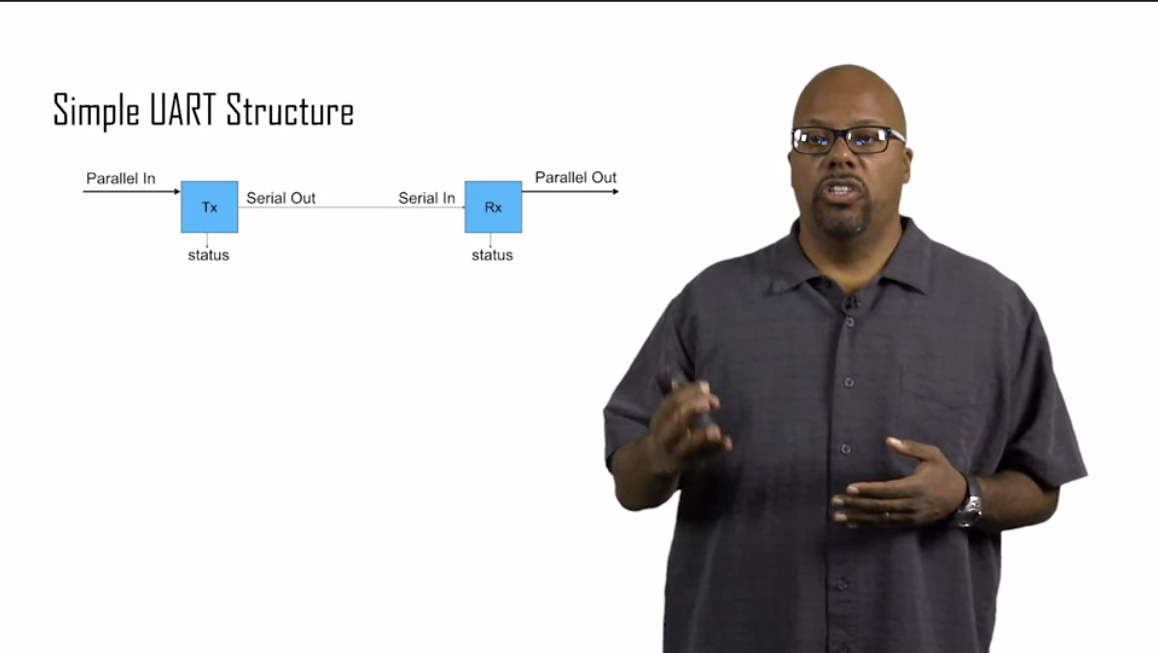 Simple UART Structure
Parallel In
Parallel Out
Serial Out
Serial In
Tx
Rx
status
status